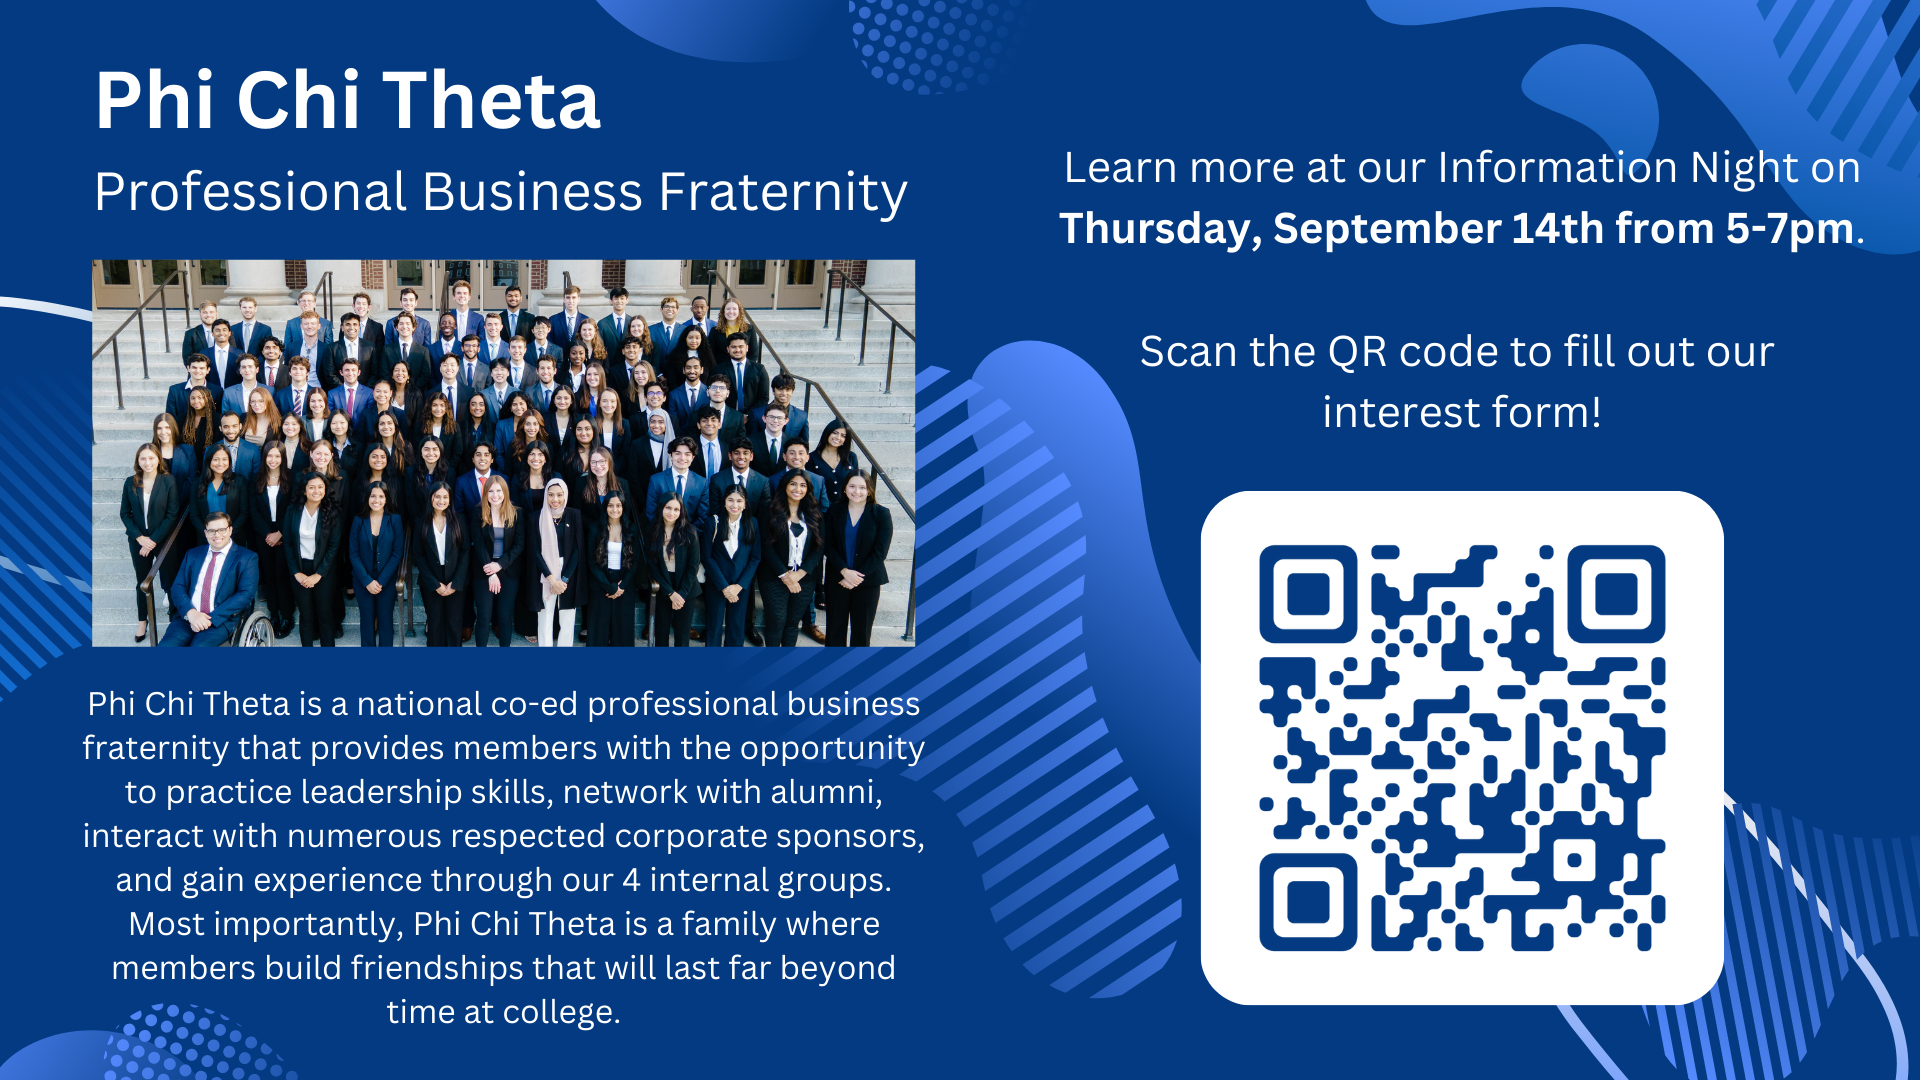 Phi Chi Theta
Professional Business Fraternity
Phi Chi Theta is a national co-ed professional business
fraternity that provides members with the opportunity
to practice leadership skills, network with alumni,
interact with numerous respected corporate sponsors,
and gain experience through our 4 internal groups.
Most importantly, Phi Chi Theta is a family where
members build friendships that will last far beyond
time at college.
Learn more at our Information Night on
Thursday, September 14th from 5-7pm.
Scan the QR code to fill out our
interest form!